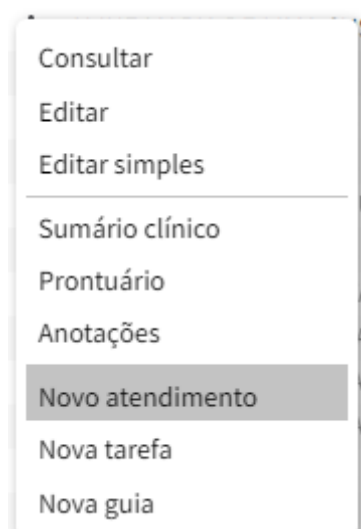 Consultar
Editar
Editar simples
Sumário clínico
Prontuário
Anotações
Novo atendimento
Nova tarefa
Nova guia